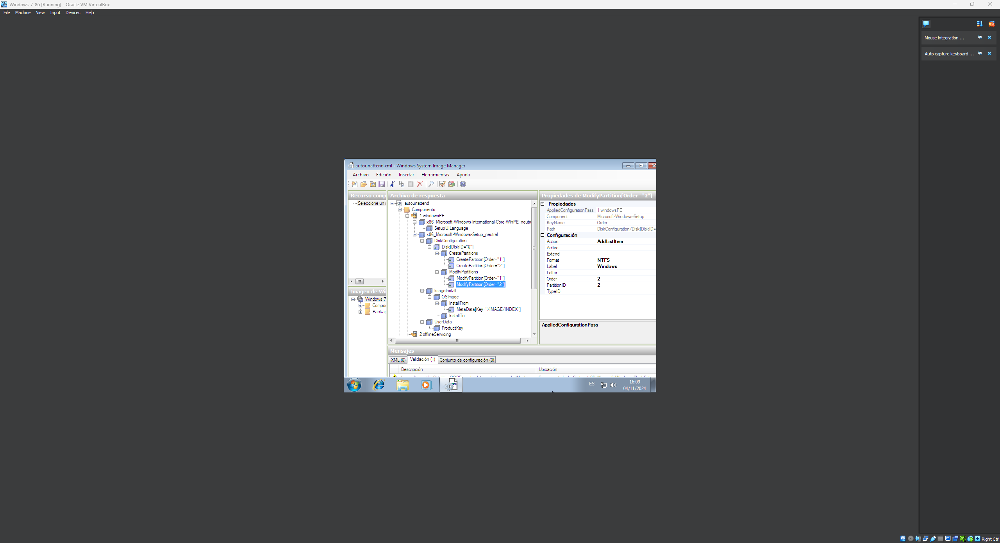 Windows-7-86 [Running] - Oracle VM VirtualBox
File Machine View Input Devices Help
Mouse integration ...
Auto capture keyboard ...
autounattend.xml - Windows System Image Manager
Archivo Edición Insertar Herramientas Ayuda
Recurso comp
Seleccione un
Imagen de Wi
Windows 7
Compo
Packag
Archivo de respuesta
autounattend
Components
1 windowsPE
x86_Microsoft-Windows-International-Core-WinPE_neutr
SetupUILanguage
x86_Microsoft-Windows-Setup_neutral
DiskConfiguration
Disk[DiskID="0"]
CreatePartitions
CreatePartition[Order="1"]
CreatePartition[Order="2"]
ModifyPartitions
ModifyPartition[Order="1"]
ModifyPartition[Order="2"]
ImageInstall
OSImage
InstallFrom
MetaData[Key="/IMAGE/INDEX"]
InstallTo
UserData
ProductKey
2 offlineServicing
Propiedades de ModifyPartition[Order="2"]
Propiedades
AppliedConfigurationPass 1 windowsPE
Component Microsoft-Windows-Setup
KeyName Order
Path DiskConfiguration/Disk[DiskID=
Configuración
Action AddListItem
Active
Extend
Format NTFS
Label Windows
Letter
Order 2
PartitionID 2
TypeID
AppliedConfigurationPass
Mensajes
XML (0) Validación (1) Conjunto de configuración (0)
Descripción Ubicación
ES
16:09
04/11/2024
Right Ctrl